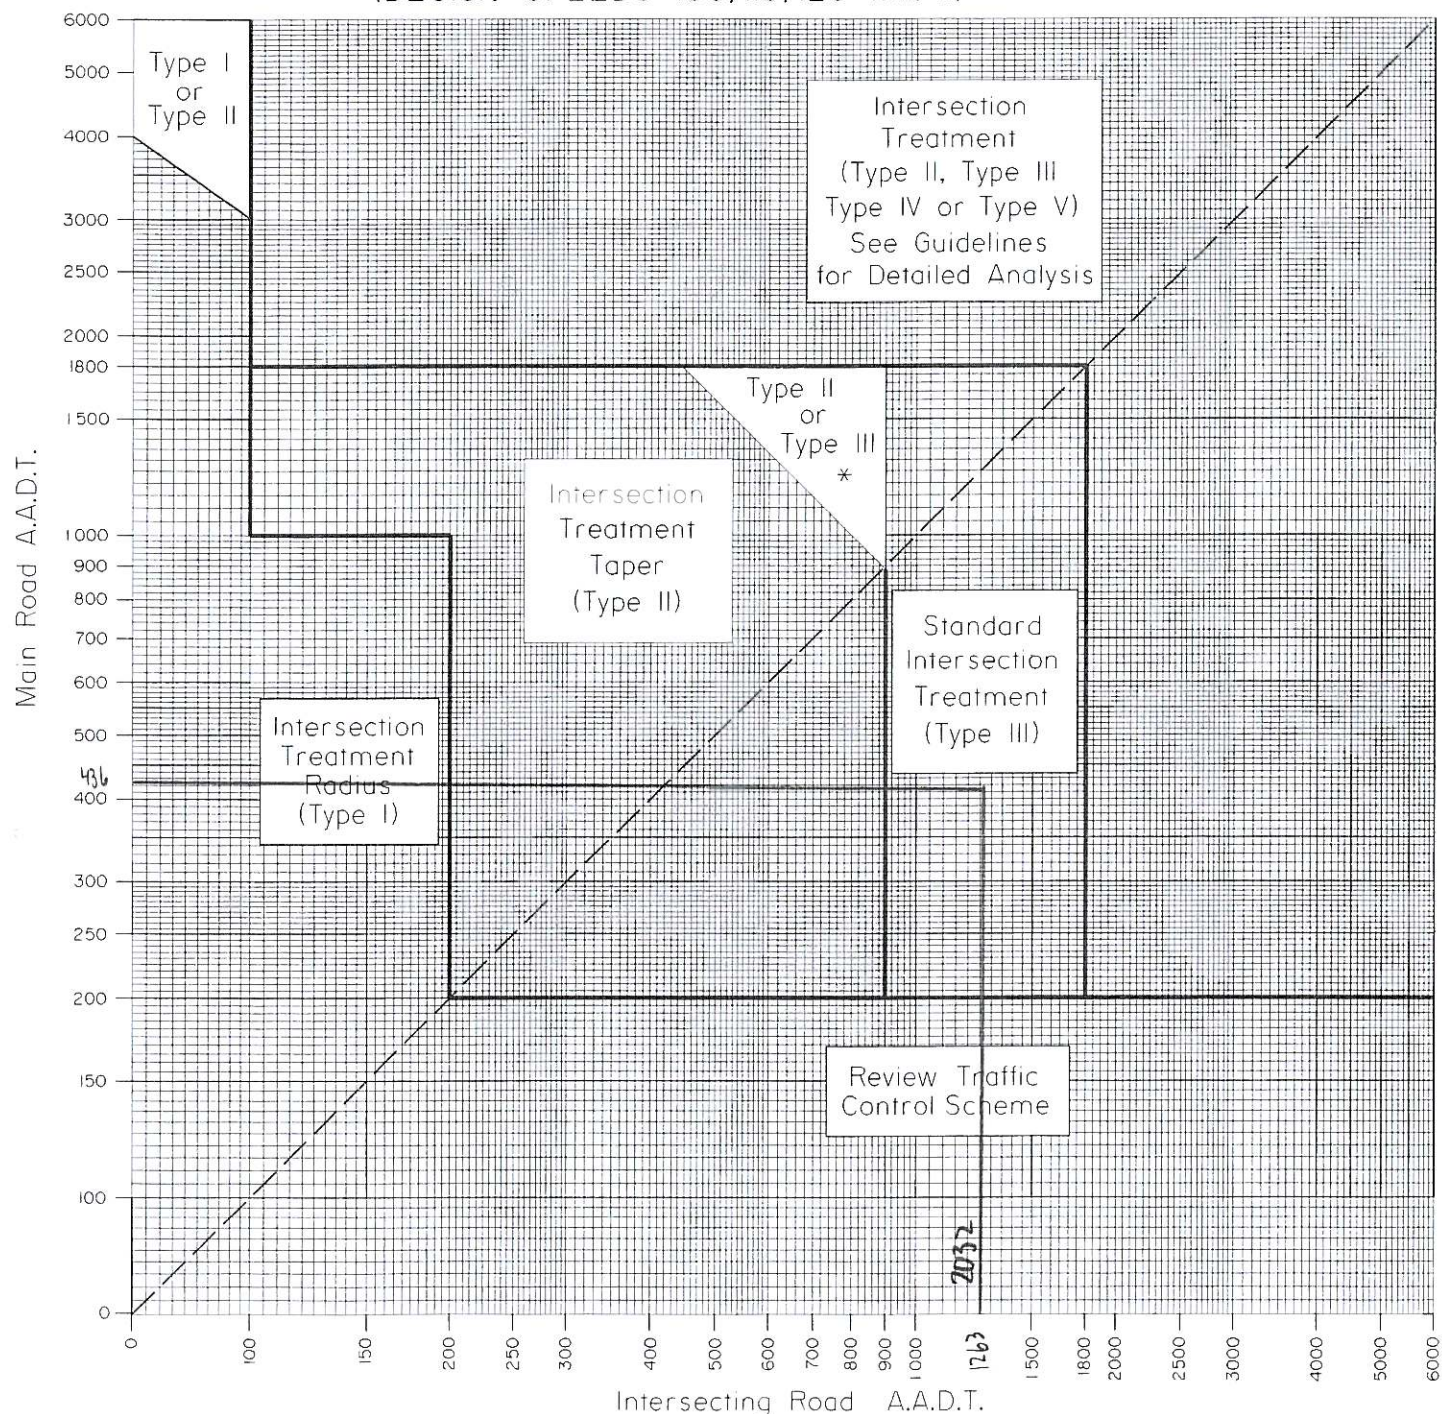 6000
5000
4000
3000
2500
2000
1800
1500
1000
900
800
700
600
500
436
400
300
250
200
150
100
0
Main Road A.A.D.T.
Type I
or
Type II
Intersection
Treatment
(Type II, Type III
Type IV or Type V)
See Guidelines
for Detailed Analysis
Type II
or
Type III
*
Intersection
Treatment
Taper
(Type II)
Standard
Intersection
Treatment
(Type III)
Intersection
Treatment
Radius
(Type I)
Review Traffic
Control Scheme
2032
0 100 150 200 250 300 400 500 600 700 800 900 1000 1263 1500 1800 2000 2500 3000 4000 5000 6000
Intersecting Road A.A.D.T.